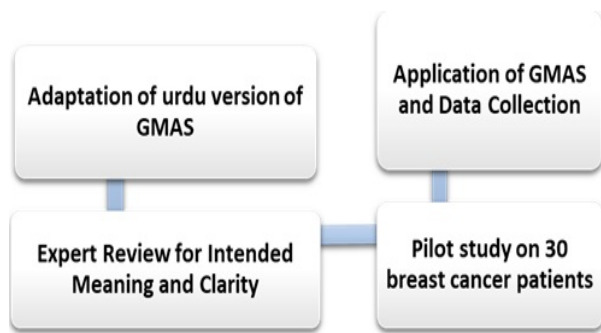 Adaptation of urdu version of
GMAS
Expert Review for Intended
Meaning and Clarity
Pilot study on 30
breast cancer patients
Application of GMAS
and Data Collection